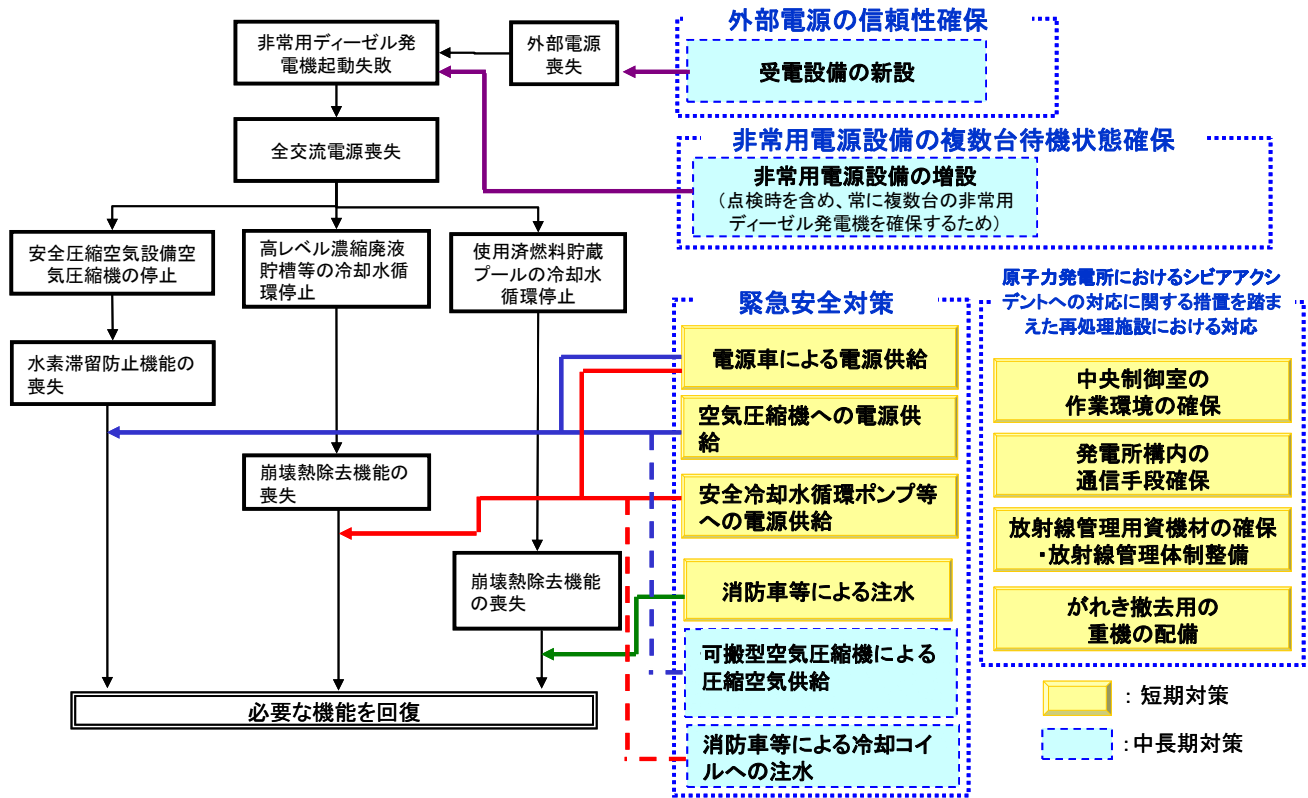 非常用ディーゼル発
電機起動失敗
外部電源
喪失
全交流電源喪失
安全圧縮空気設備空
気圧縮機の停止
高レベル濃縮廃液
貯槽等の冷却水循
環停止
使用済燃料貯蔵
プールの冷却水
循環停止
水素滞留防止機能の
喪失
崩壊熱除去機能の
喪失
崩壊熱除去機能
の喪失
必要な機能を回復
外部電源の信頼性確保
受電設備の新設
非常用電源設備の複数台待機状態確保
非常用電源設備の増設
（点検時を含め、常に複数台の非常用
ディーゼル発電機を確保するため）
緊急安全対策
電源車による電源供給
空気圧縮機への電源供
給
安全冷却水循環ポンプ等
への電源供給
消防車等による注水
可搬型空気圧縮機による
圧縮空気供給
消防車等による冷却コイ
ルへの注水
原子力発電所におけるシビアアクシ
デントへの対応に関する措置を踏ま
えた再処理施設における対応
中央制御室の
作業環境の確保
発電所構内の
通信手段確保
放射線管理用資機材の確保
・放射線管理体制整備
がれき撤去用の
重機の配備
：短期対策
：中長期対策